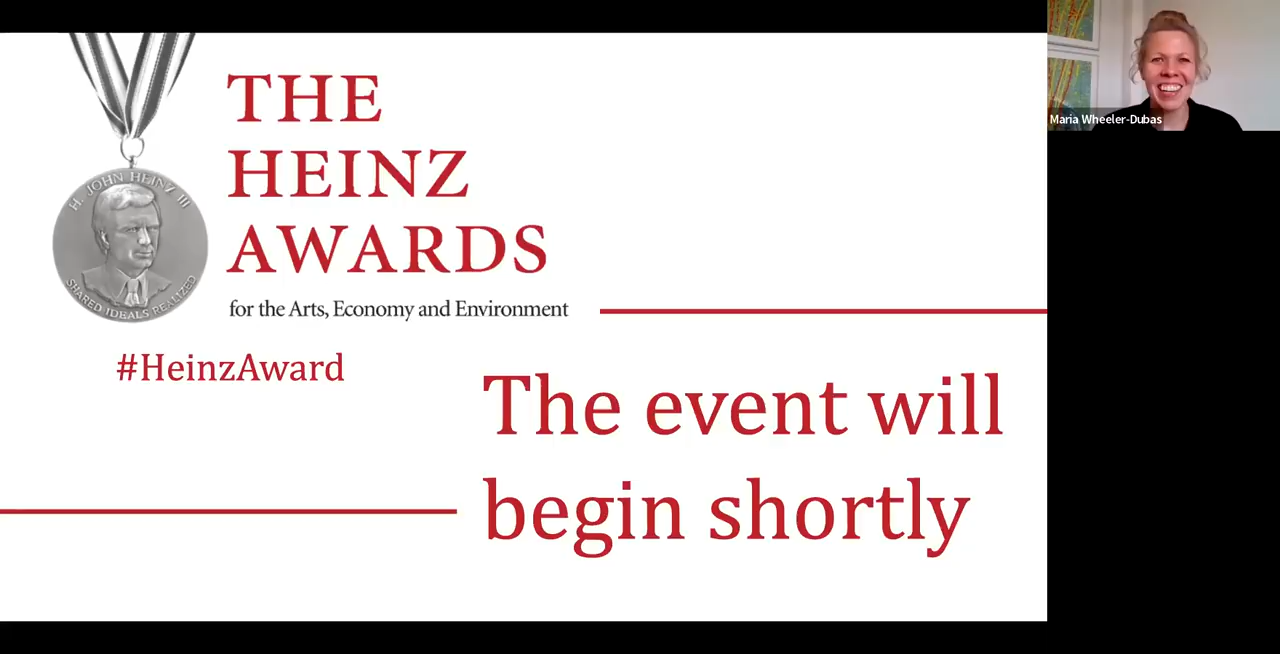 H. JOHN HEINZ III
SHARED IDEALS REALIZED
THE
HEINZ
AWARDS
for the Arts, Economy and Environment
#HeinzAward
The event will
begin shortly
Maria Wheeler-Dubas